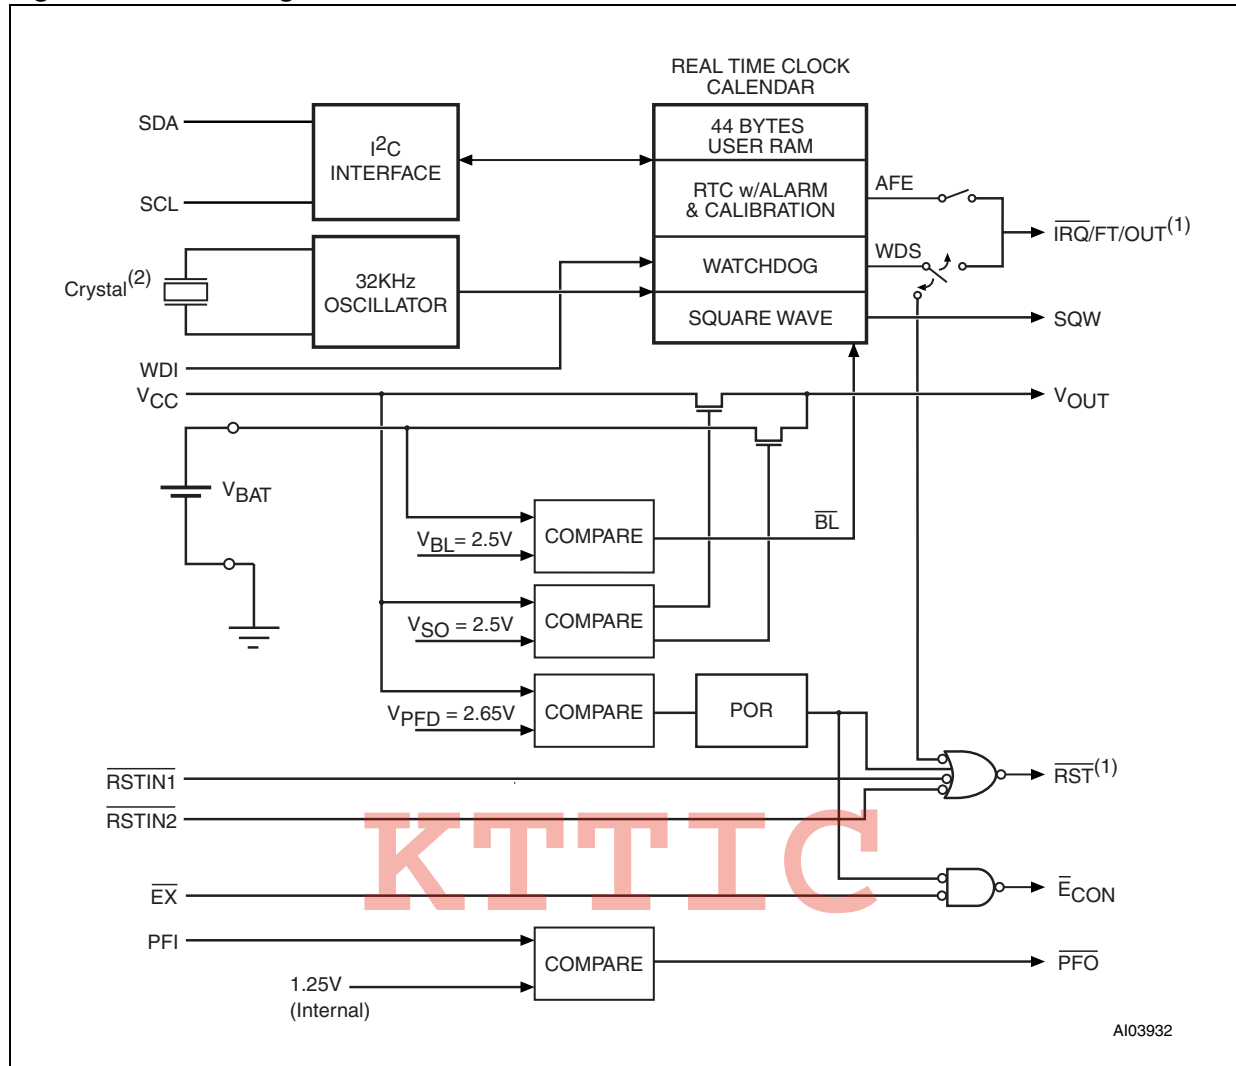 REAL TIME CLOCK
CALENDAR
SDA
SCL
I2C
INTERFACE
44 BYTES
USER RAM
RTC w/ALARM
& CALIBRATION
AFE
IRQ/FT/OUT(1)
WATCHDOG
WDS
Crystal(2)
32KHz
OSCILLATOR
SQUARE WAVE
SQW
WDI
VCC
VOUT
VBAT
VBL= 2.5V
COMPARE
BL
VSO = 2.5V
COMPARE
VPFD = 2.65V
COMPARE
POR
RSTIN1
RST(1)
RSTIN2
KTTIC
EX
ECON
PFI
COMPARE
PFO
1.25V
(Internal)
AI03932